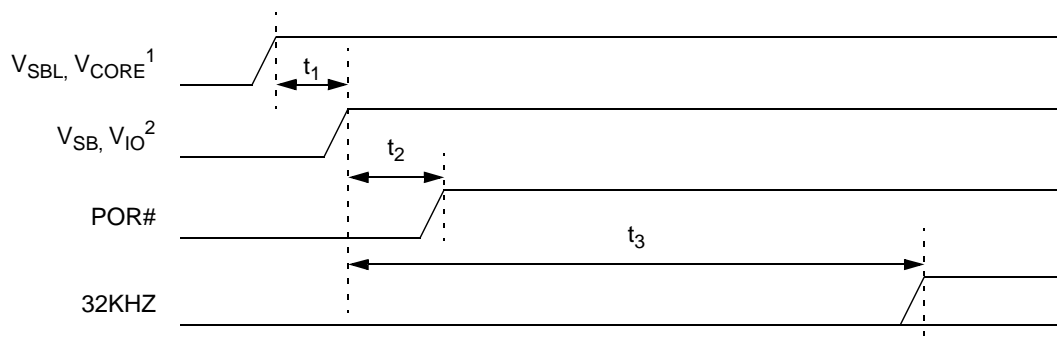 V_SBL, V_CORE^1
t_1
V_SB, V_IO^2
t_2
POR#
t_3
32KHZ